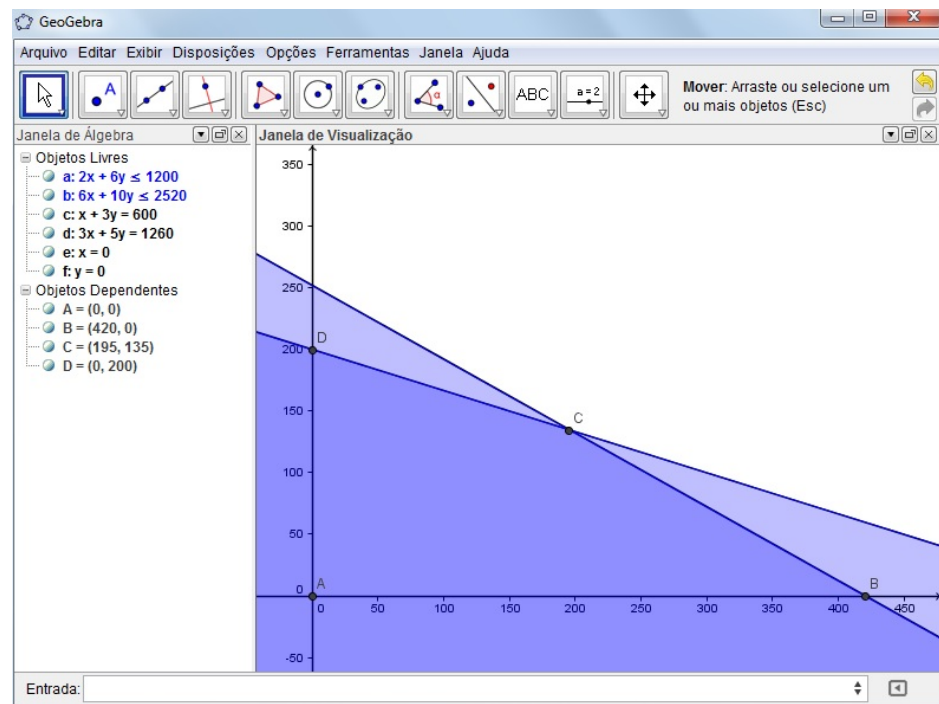 GeoGebra
Arquivo Editar Exibir Disposições Opções Ferramentas Janela Ajuda
A
α
ABC
a=2
Mover: Arraste ou selecione um
ou mais objetos (Esc)
Janela de Álgebra
Objetos Livres
a: 2x + 6y ≤ 1200
b: 6x + 10y ≤ 2520
c: x + 3y = 600
d: 3x + 5y = 1260
e: x = 0
f: y = 0
Objetos Dependentes
A = (0, 0)
B = (420, 0)
C = (195, 135)
D = (0, 200)
Janela de Visualização
350
300
250
D
200
C
150
100
50
0 A B
0 50 100 150 200 250 300 350 400 450
-50
Entrada: